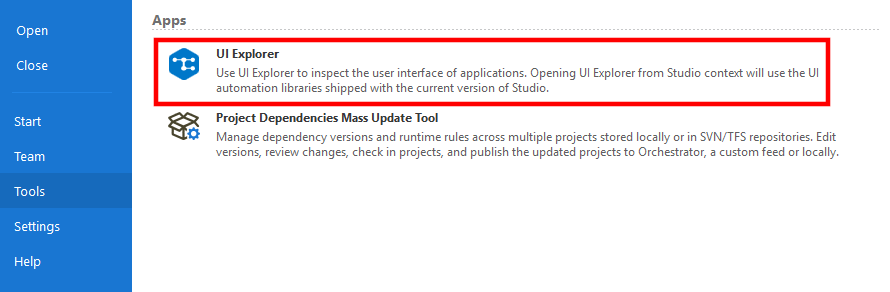 Apps
Open
Close
Start
Team
Tools
Settings
Help
UI Explorer
Use UI Explorer to inspect the user interface of applications. Opening UI Explorer from Studio context will use the UI
automation libraries shipped with the current version of Studio.
Project Dependencies Mass Update Tool
Manage dependency versions and runtime rules across multiple projects stored locally or in SVN/TFS repositories. Edit
versions, review changes, check in projects, and publish the updated projects to Orchestrator, a custom feed or locally.